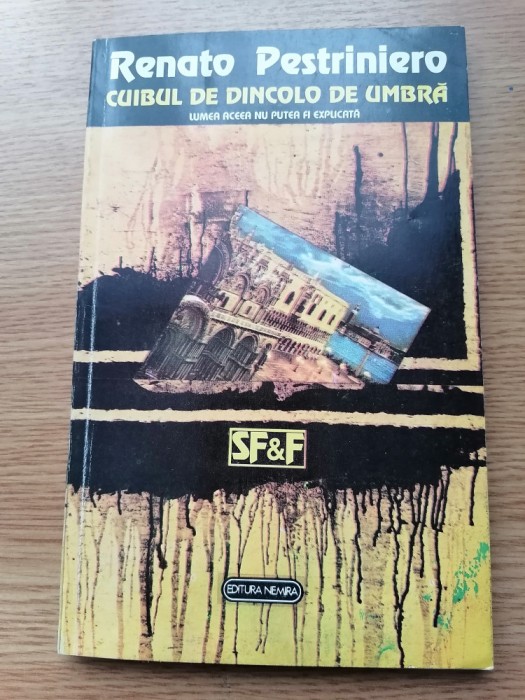 Renato Pestriniero
CUIBUL DE DINCOLO DE UMBRĂ
LUMEA ACEEA NU PUTEA FI EXPLICATĂ
SF&F
EDITURA NEMIRA